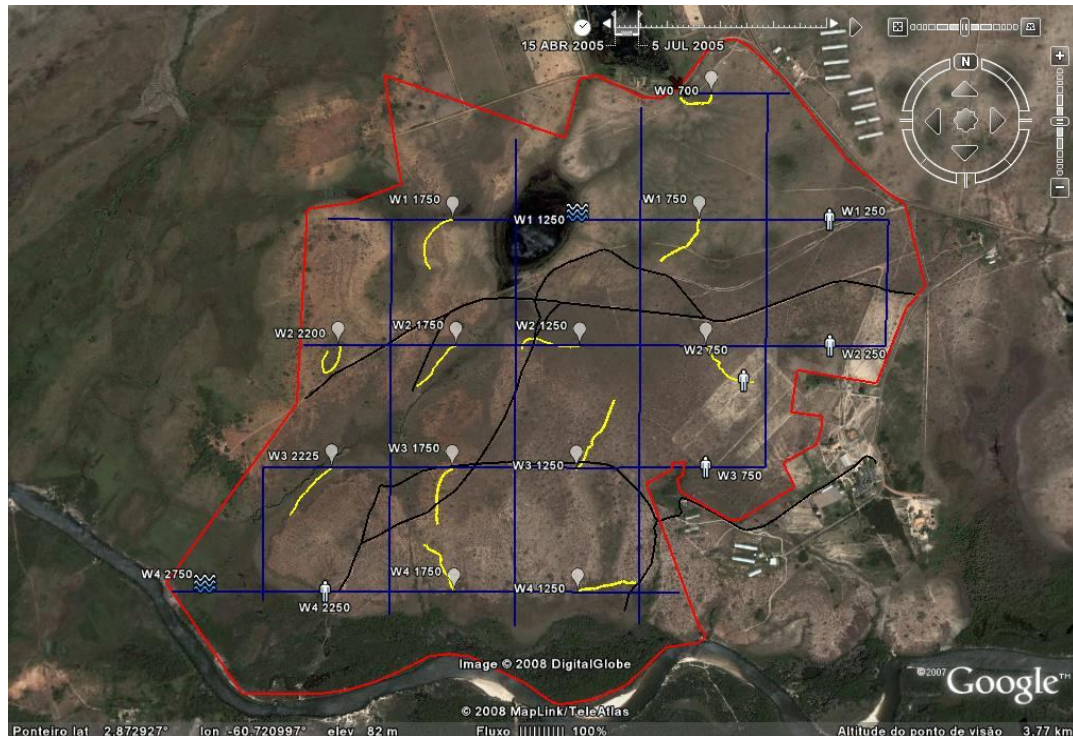 15 ABR 2005 5 JUL 2005
N
W0 700
W1 1750
W1 1250
W1 750
W1 250
W2 2200
W2 1750
W2 1250
W2 750
W2 250
W3 2225
W3 1750
W3 1250
W3 750
W4 2750
W4 2250
W4 1750
W4 1250
Image © 2008 DigitalGlobe
© 2008 MapLink/TeleAtlas
©2007 Google™
Ponteiro lat 2.872927° lon -60.720997° elev 82 m Fluxo 100% Altitude do ponto de visão 3.77 km